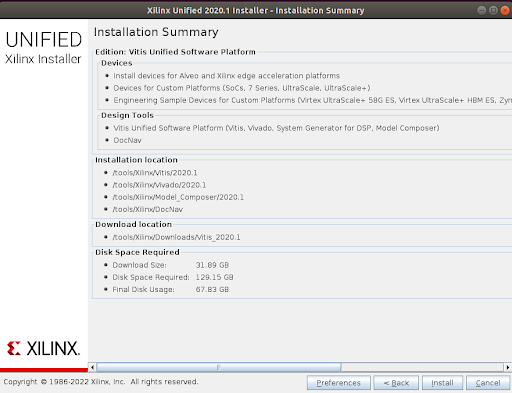 Xilinx Unified 2020.1 Installer - Installation Summary
UNIFIED
Xilinx Installer
Installation Summary
Edition: Vitis Unified Software Platform
Devices
Install devices for Alveo and Xilinx edge acceleration platforms
Devices for Custom Platforms (SoCs, 7 Series, UltraScale, UltraScale+)
Engineering Sample Devices for Custom Platforms (Virtex UltraScale+ 58G ES, Virtex UltraScale+ HBM ES, Zyn
Design Tools
Vitis Unified Software Platform (Vitis, Vivado, System Generator for DSP, Model Composer)
DocNav
Installation location
/tools/Xilinx/Vitis/2020.1
/tools/Xilinx/Vivado/2020.1
/tools/Xilinx/Model_Composer/2020.1
/tools/Xilinx/DocNav
Download location
/tools/Xilinx/Downloads/Vitis_2020.1
Disk Space Required
Download Size: 31.89 GB
Disk Space Required: 129.15 GB
Final Disk Usage: 67.83 GB
XILINX.
Copyright © 1986-2022 Xilinx, Inc. All rights reserved.
Preferences < Back Install Cancel